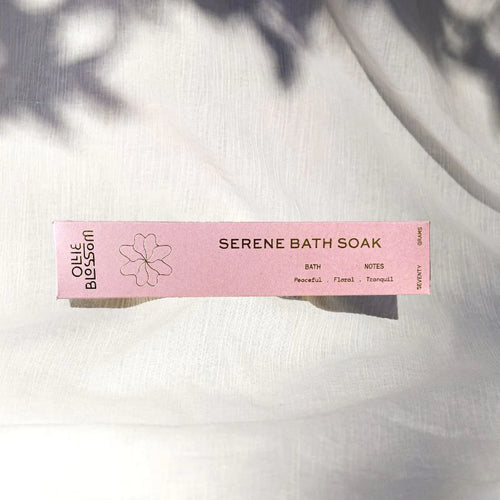 OLLIE
BLOSSOM
SERENE BATH SOAK
BATH NOTES
Peaceful . Floral . Tranquil
SEVENTY GRAMS